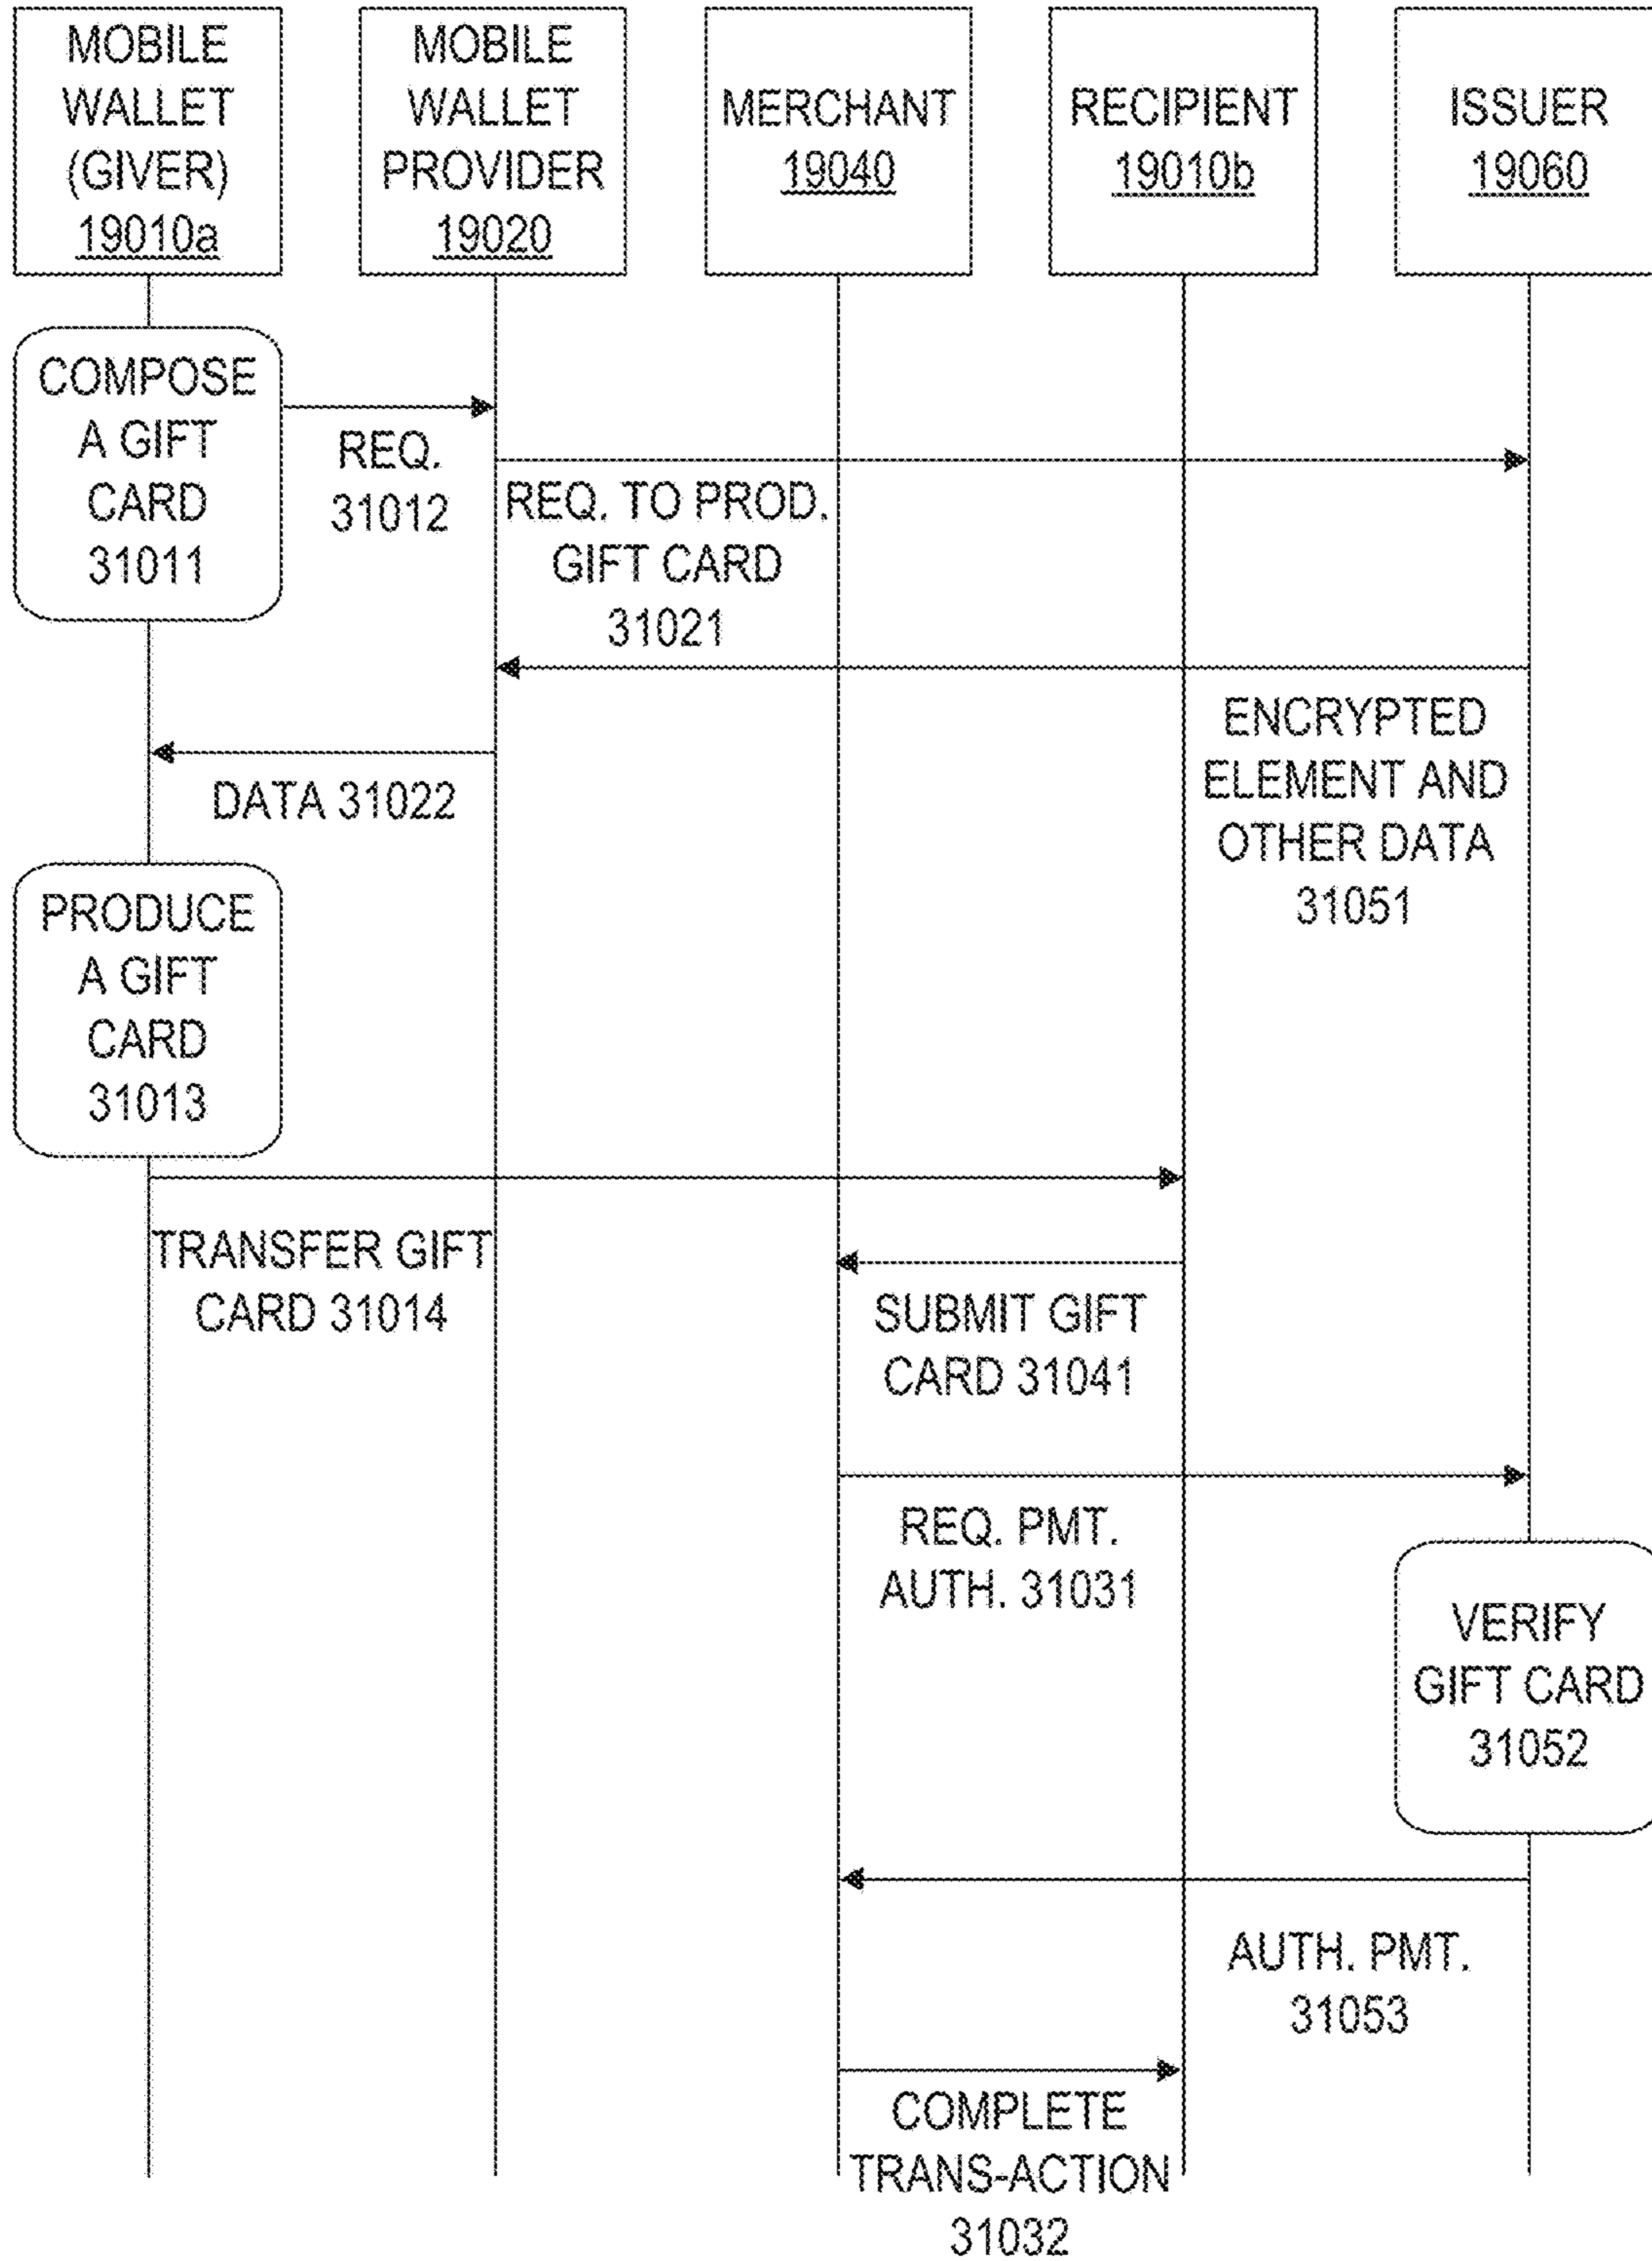 MOBILE
WALLET
(GIVER)
19010a
MOBILE
WALLET
PROVIDER
19020
MERCHANT
19040
RECIPIENT
19010b
ISSUER
19060
COMPOSE
A GIFT
CARD
31011
REQ.
31012
REQ. TO PROD.
GIFT CARD
31021
ENCRYPTED
ELEMENT AND
OTHER DATA
31051
DATA 31022
PRODUCE
A GIFT
CARD
31013
TRANSFER GIFT
CARD 31014
SUBMIT GIFT
CARD 31041
REQ. PMT.
AUTH. 31031
VERIFY
GIFT CARD
31052
AUTH. PMT.
31053
COMPLETE
TRANS-ACTION
31032